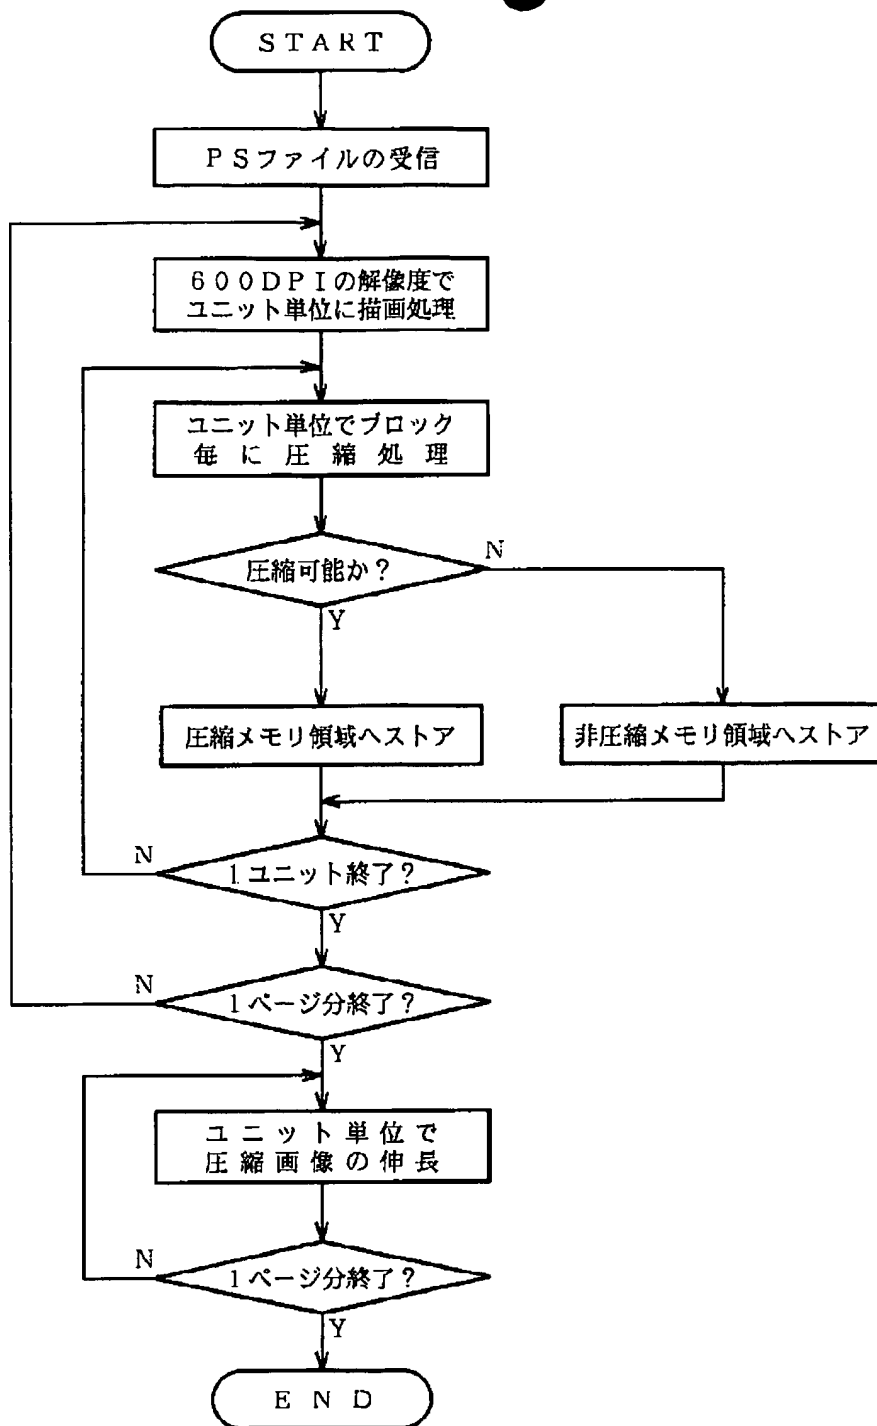 START
PSファイルの受信
600DPIの解像度で
ユニット単位に描画処理
ユニット単位でブロック
毎に圧縮処理
圧縮可能か?
N
Y
圧縮メモリ領域へストア
非圧縮メモリ領域へストア
N
1ユニット終了?
Y
N
1ページ分終了?
Y
ユニット単位で
圧縮画像の伸長
N
1ページ分終了?
Y
END